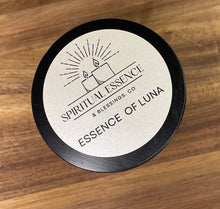 SPIRITUAL ESSENCE
& BLESSINGS, CO
ESSENCE OF LUNA